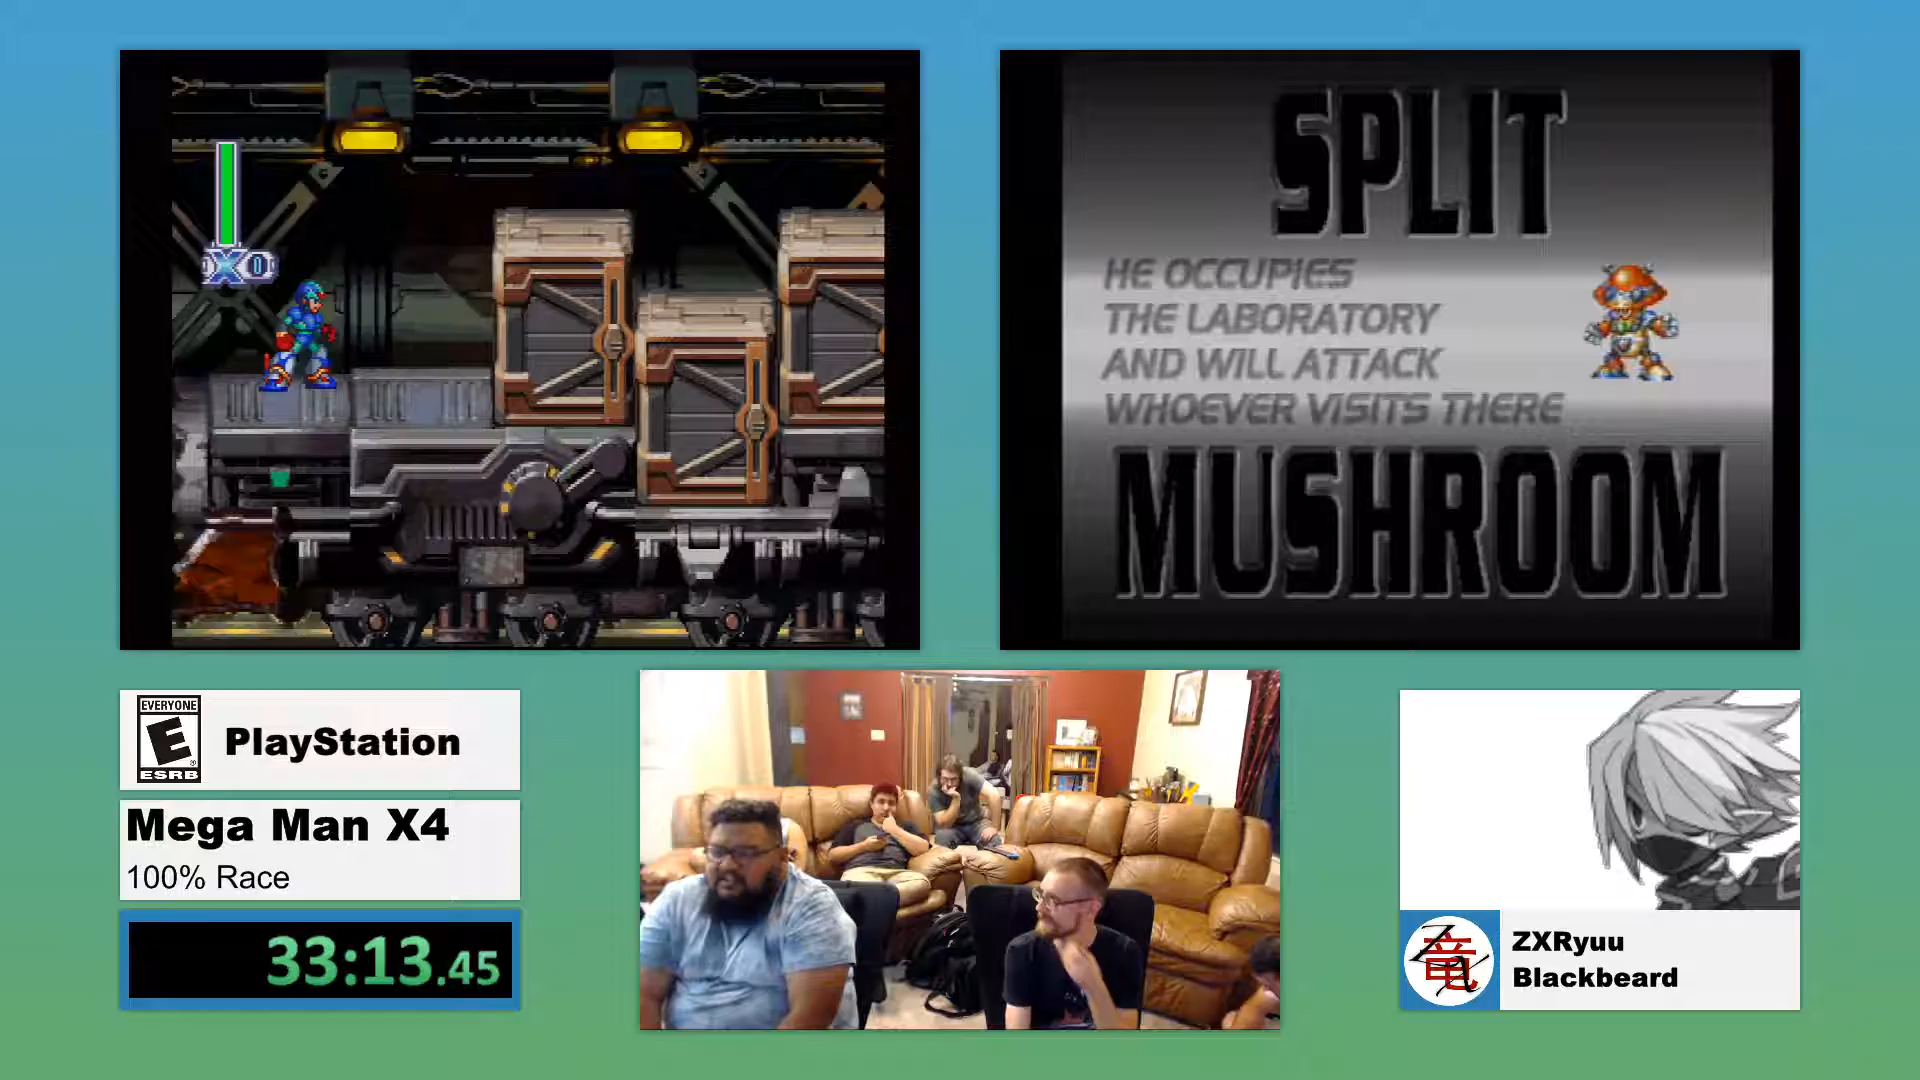 SPLIT
HE OCCUPIES
THE LABORATORY
AND WILL ATTACK
WHOEVER VISITS THERE
MUSHROOM
X 0
EVERYONE
E
ESRB
PlayStation
Mega Man X4
100% Race
33:13.45
ZX
竜
ZXRyuu
Blackbeard